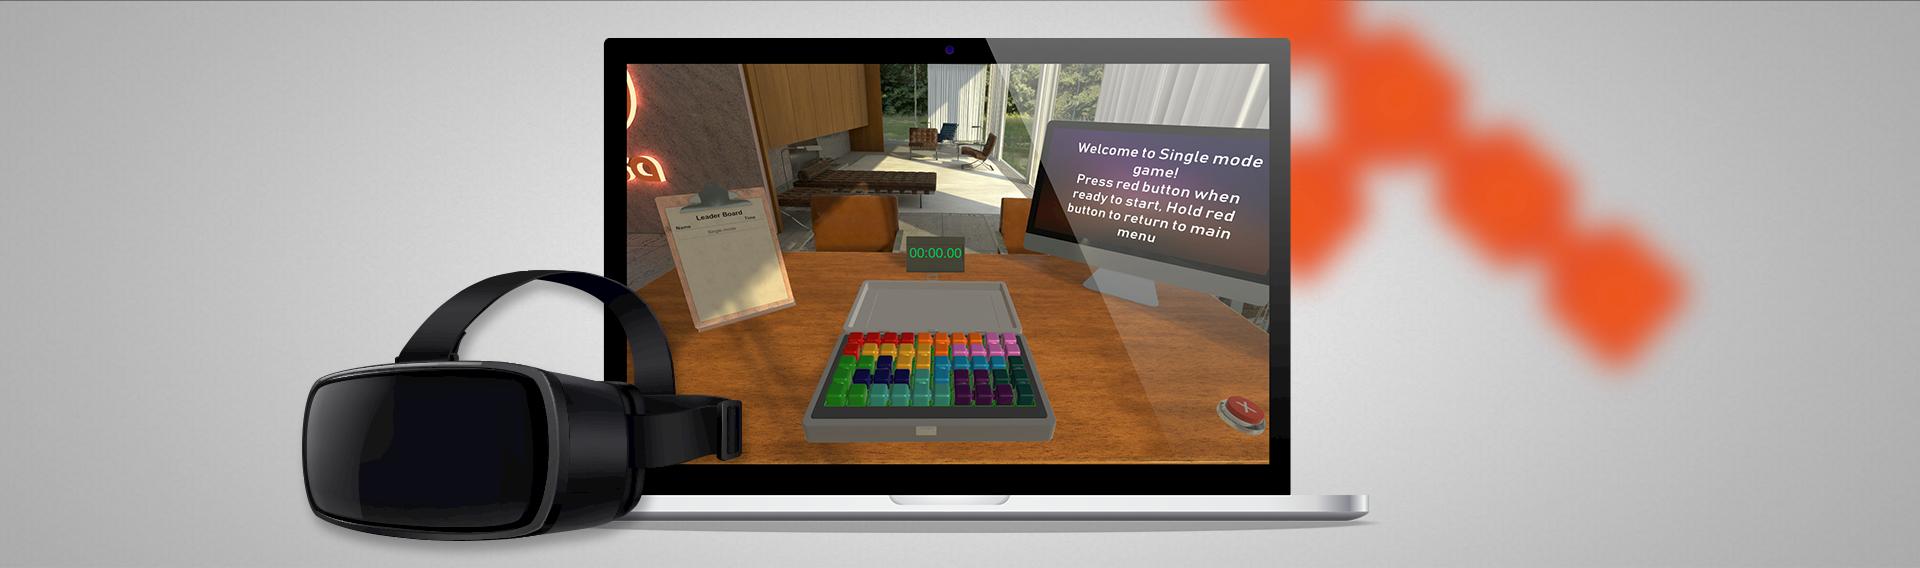 Leader Board
Name
Time
Single mode
00:00.00
Welcome to Single mode
game!
Press red button when
ready to start, Hold red
button to return to main
menu